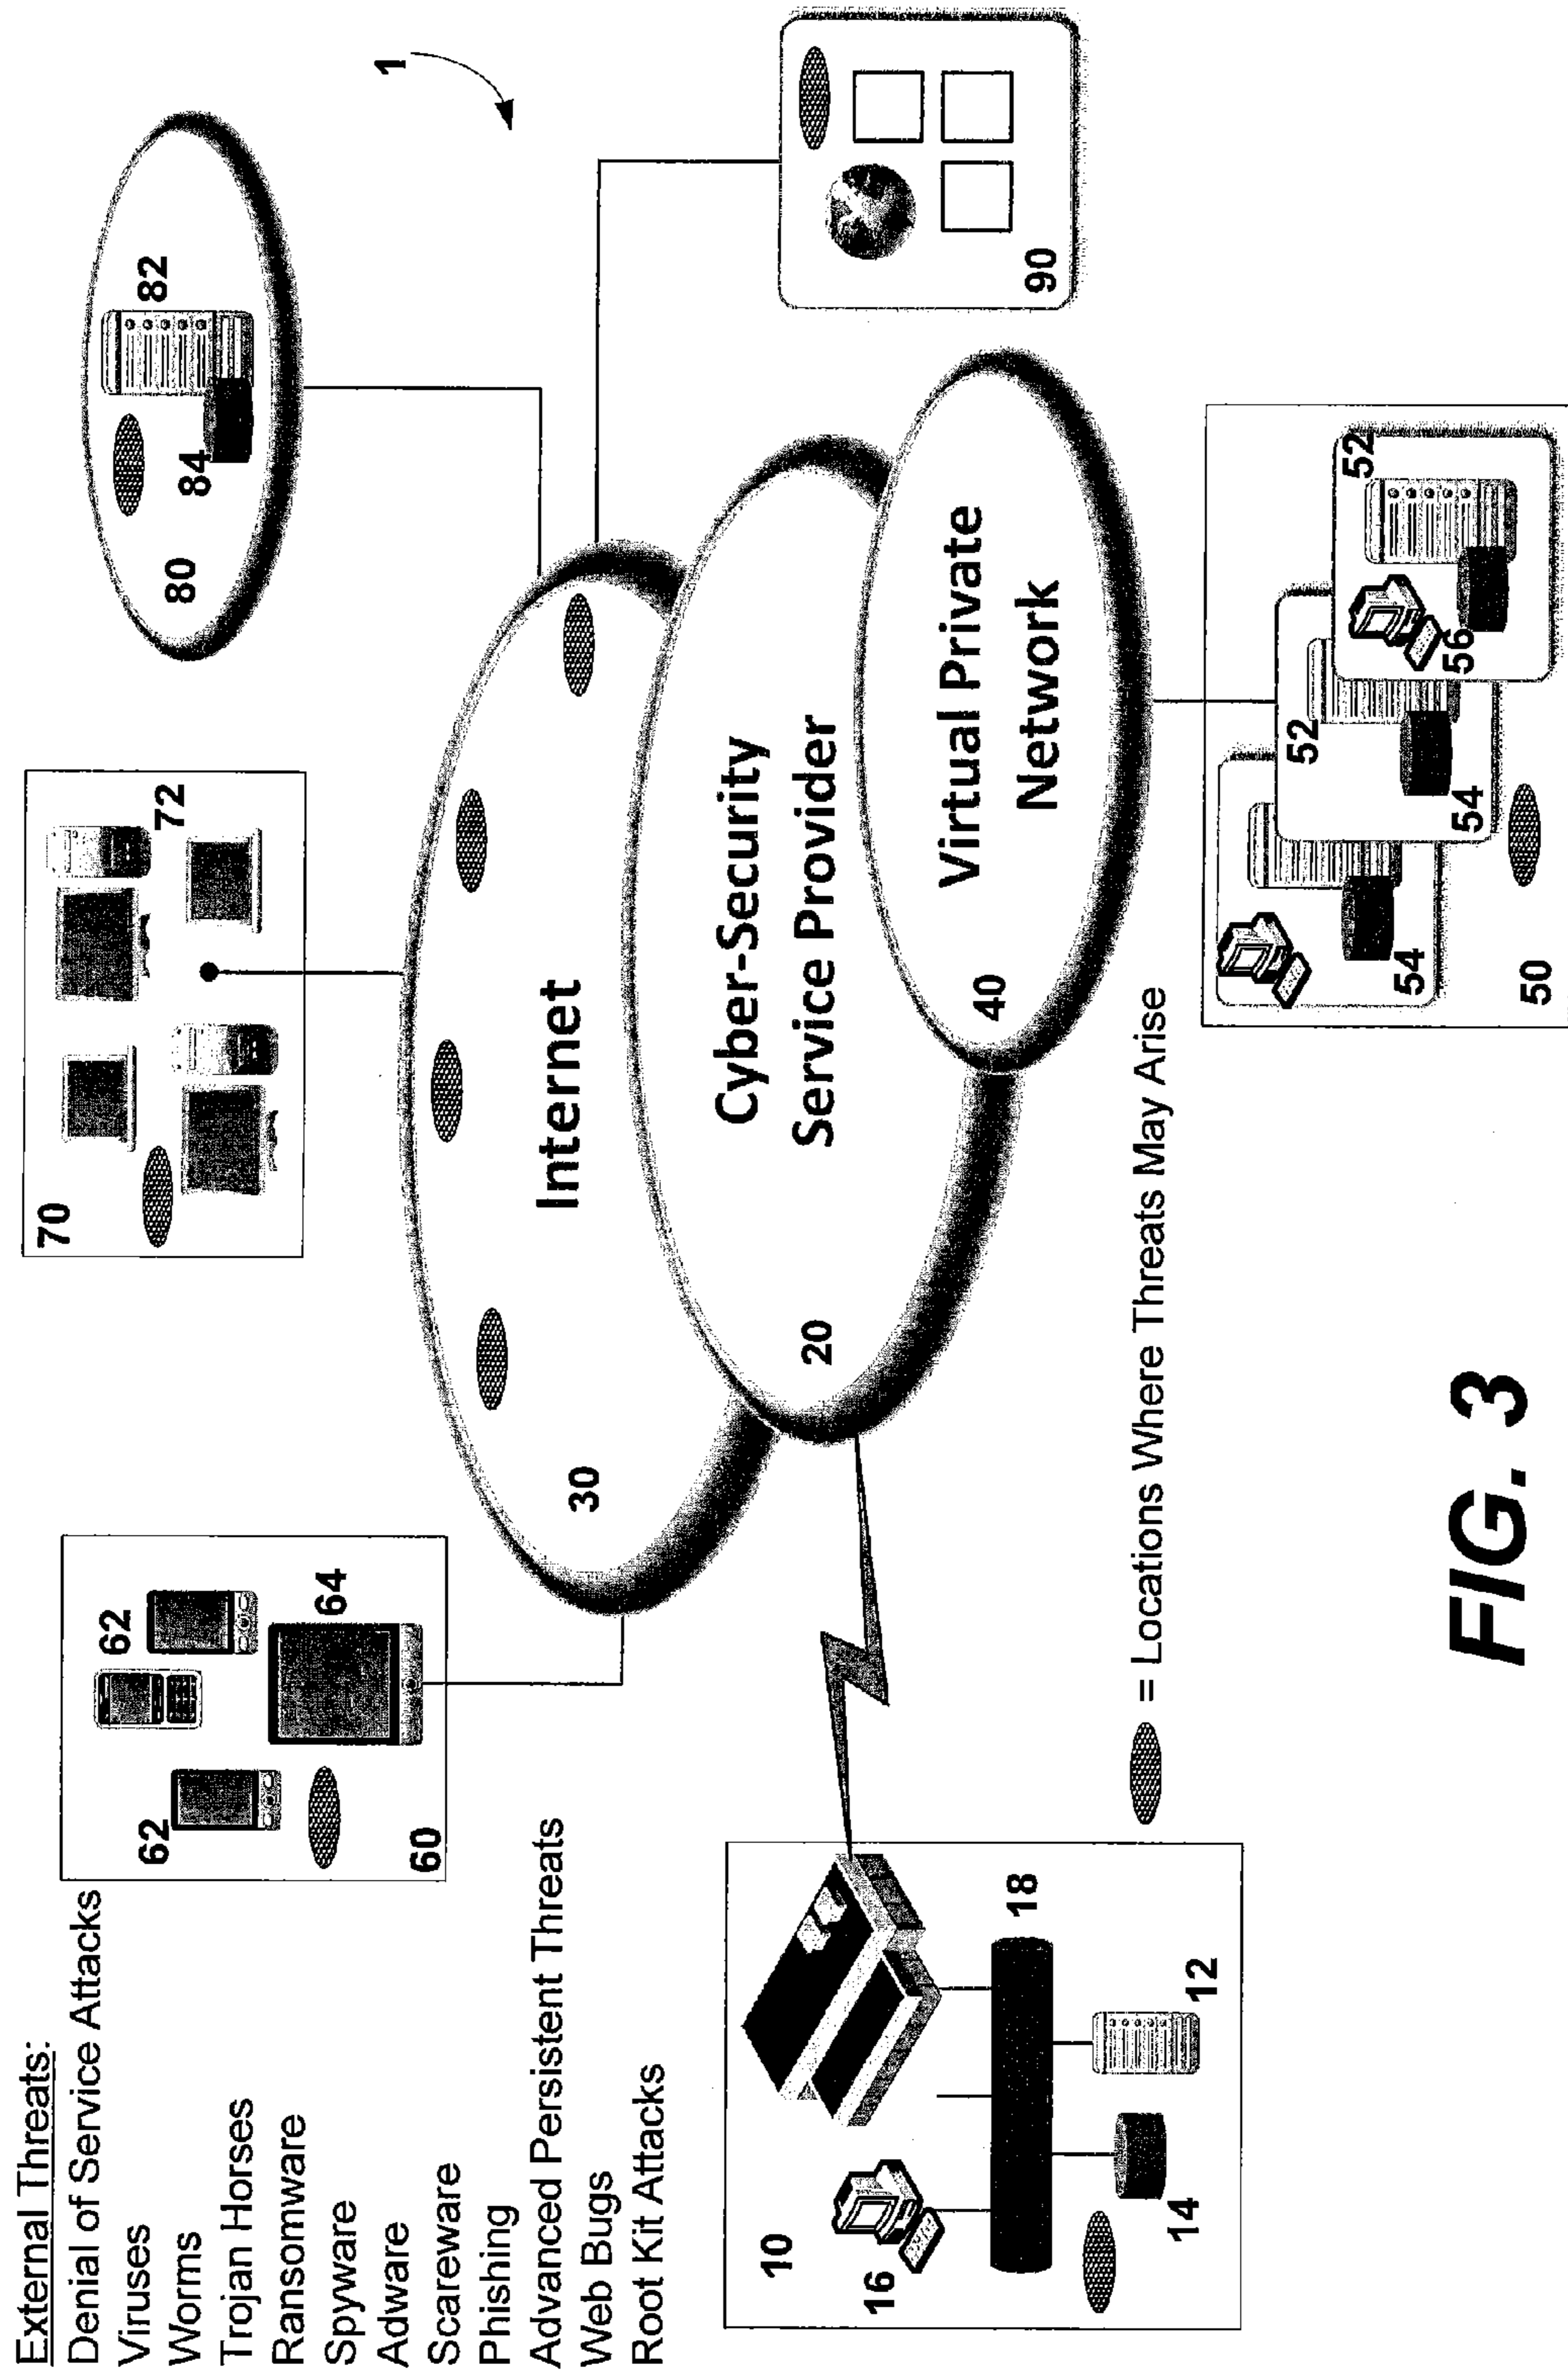 External Threats:
Denial of Service Attacks
Viruses
Worms
Trojan Horses
Ransomware
Spyware
Adware
Scareware
Phishing
Advanced Persistent Threats
Web Bugs
Root Kit Attacks
62
62
64
60
70
72
80
82
84
1
30
Internet
20
Cyber-Security
Service Provider
40
Virtual Private
Network
90
10
16
18
14
12
= Locations Where Threats May Arise
50
54
54
52
56
52
FIG. 3